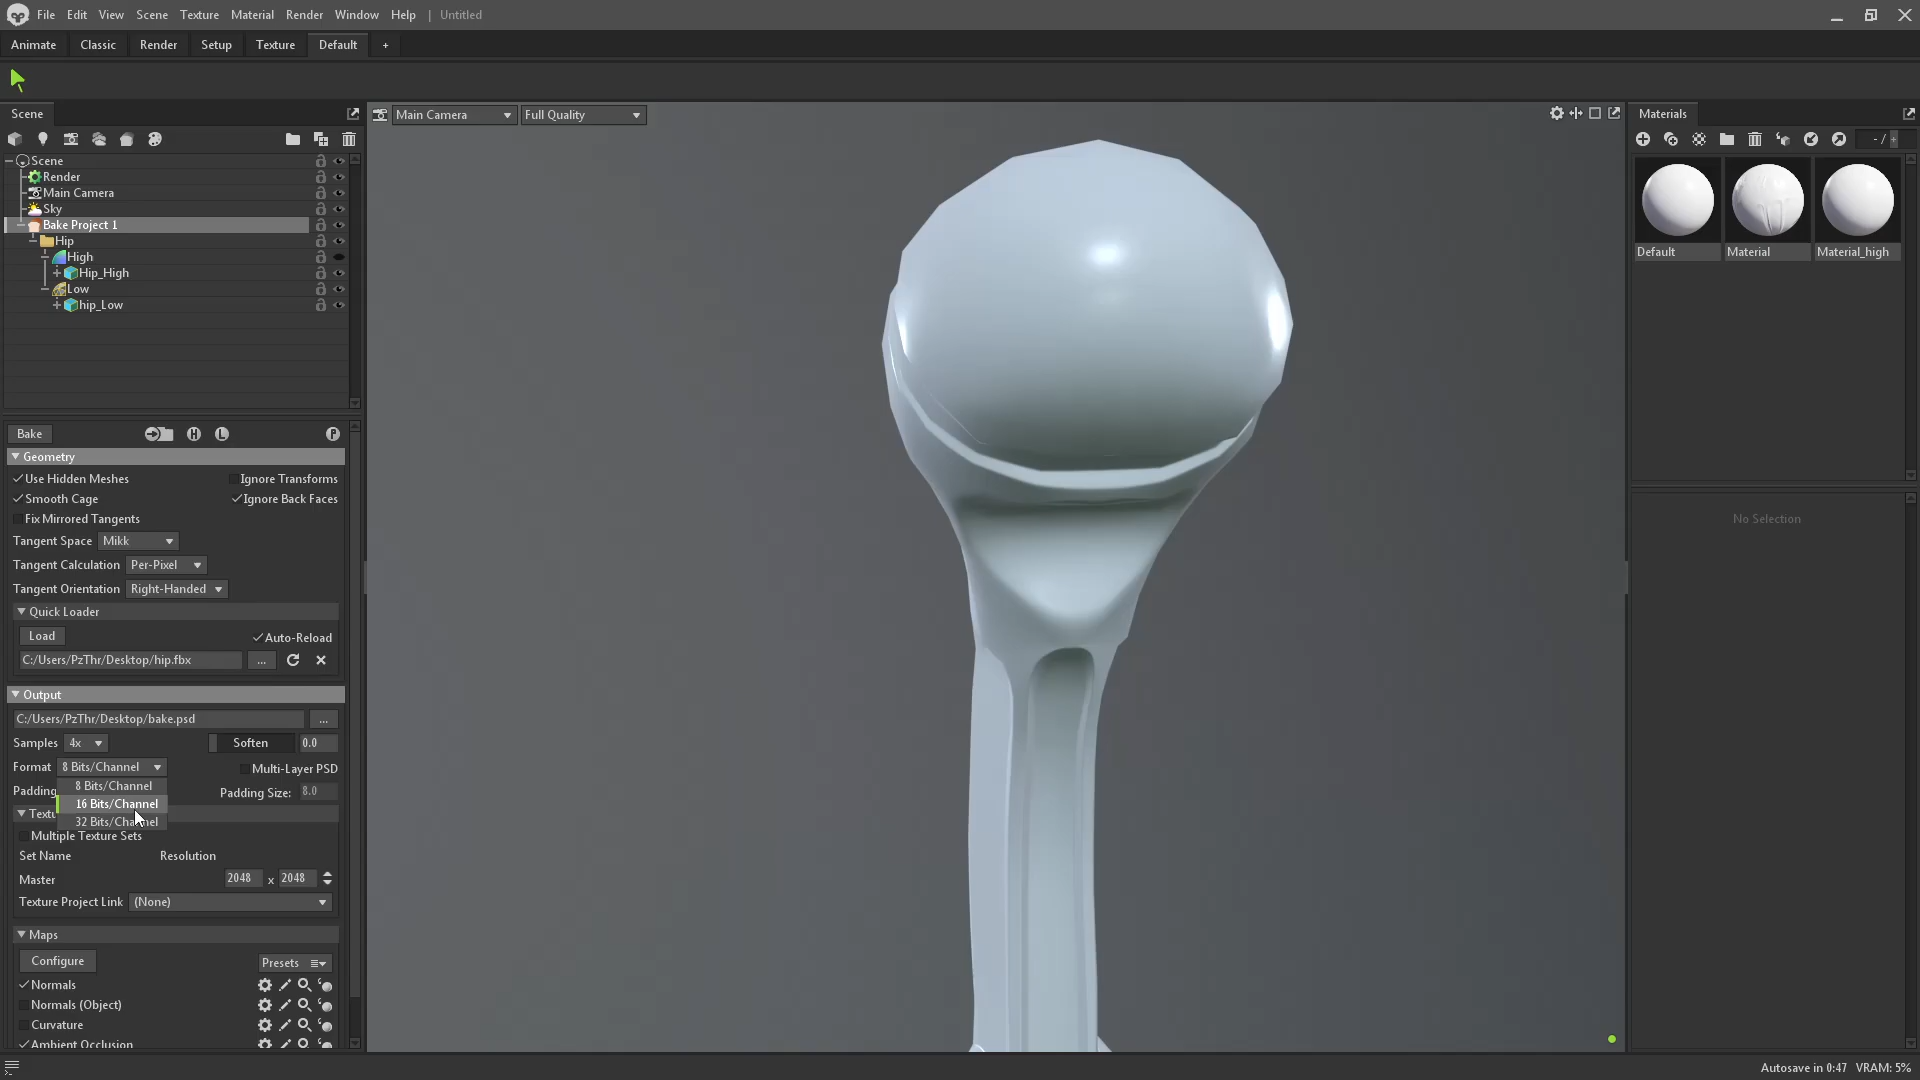 File Edit View Scene Texture Material Render Window Help | Untitled
Animate Classic Render Setup Texture Default +
Scene
Main Camera Full Quality
Materials
- / +
Scene
Render
Main Camera
Sky
Bake Project 1
Hip
High
Hip_High
Low
hip_Low
Default Material Material_high
No Selection
Bake H L P
Geometry
Use Hidden Meshes Ignore Transforms
Smooth Cage Ignore Back Faces
Fix Mirrored Tangents
Tangent Space Mikk
Tangent Calculation Per-Pixel
Tangent Orientation Right-Handed
Quick Loader
Load Auto-Reload
C:/Users/PzThr/Desktop/hip.fbx ...
Output
C:/Users/PzThr/Desktop/bake.psd ...
Samples 4x Soften 0.0
Format 8 Bits/Channel Multi-Layer PSD
8 Bits/Channel
Padding Padding Size: 8.0
16 Bits/Channel
Textu
32 Bits/Channel
Multiple Texture Sets
Set Name Resolution
Master 2048 x 2048
Texture Project Link (None)
Maps
Configure Presets
Normals
Normals (Object)
Curvature
Ambient Occlusion
Autosave in 0:47 VRAM: 5%